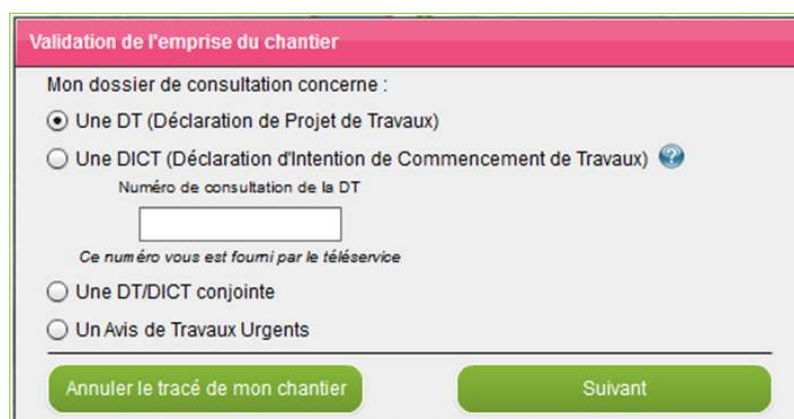 Validation de l'emprise du chantier
Mon dossier de consultation concerne :
Une DT (Déclaration de Projet de Travaux)
Une DICT (Déclaration d'Intention de Commencement de Travaux) ?
Numéro de consultation de la DT
Ce numéro vous est fourni par le téléservice
Une DT/DICT conjointe
Un Avis de Travaux Urgents
Annuler le tracé de mon chantier
Suivant